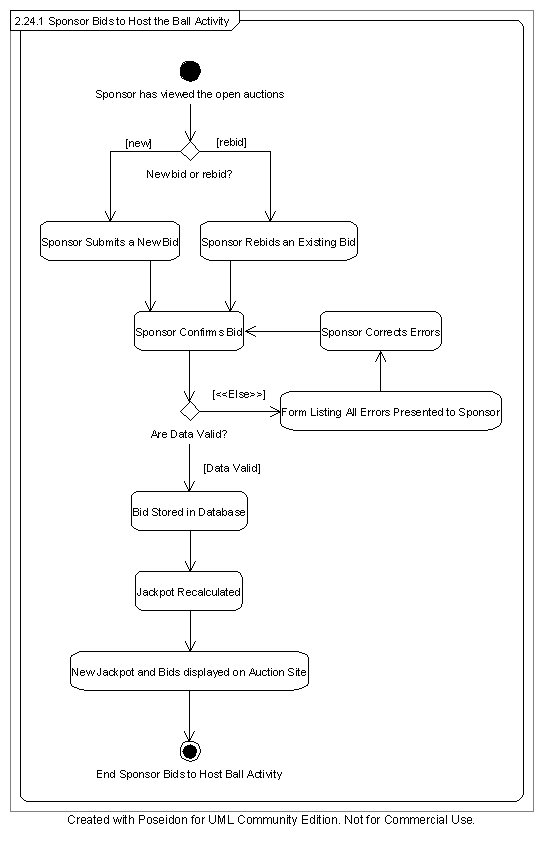 2.24.1 Sponsor Bids to Host the Ball Activity
Sponsor has viewed the open auctions
[new]
[rebid]
New bid or rebid?
Sponsor Submits a New Bid
Sponsor Rebids an Existing Bid
Sponsor Confirms Bid
Sponsor Corrects Errors
[<<Else>>]
Form Listing All Errors Presented to Sponsor
Are Data Valid?
[Data Valid]
Bid Stored in Database
Jackpot Recalculated
New Jackpot and Bids displayed on Auction Site
End Sponsor Bids to Host Ball Activity
Created with Poseidon for UML Community Edition. Not for Commercial Use.